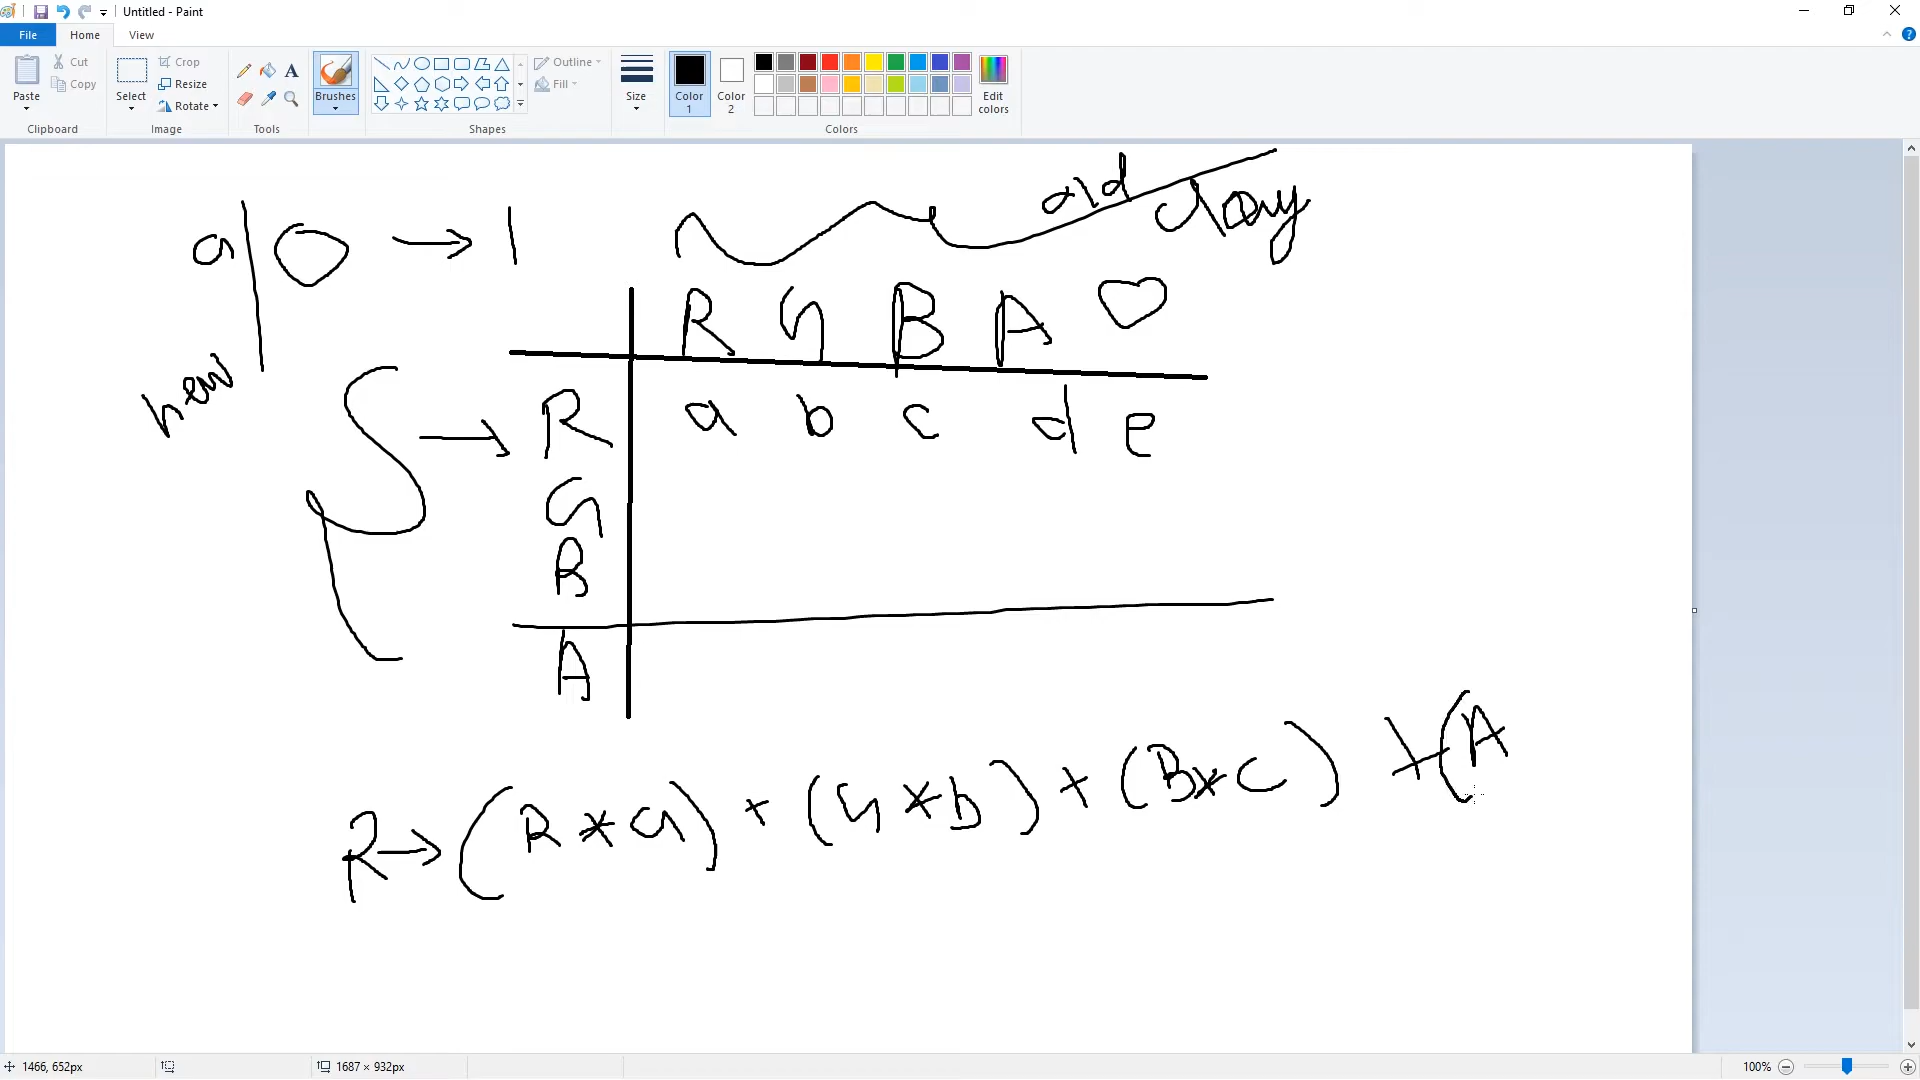 Untitled - Paint
File Home View
Paste
Cut
Copy
Clipboard
Select
Crop
Resize
Rotate
Image
Tools
Brushes
Shapes
Outline
Fill
Size
Color 1
Color 2
Edit colors
Colors
a 0 → 1
old
new
R G B A
→ R a b c d e
G
B
A
R → (R * a) + (G * b) + (B * c) + (A
1466, 652px
1687 × 932px
100%